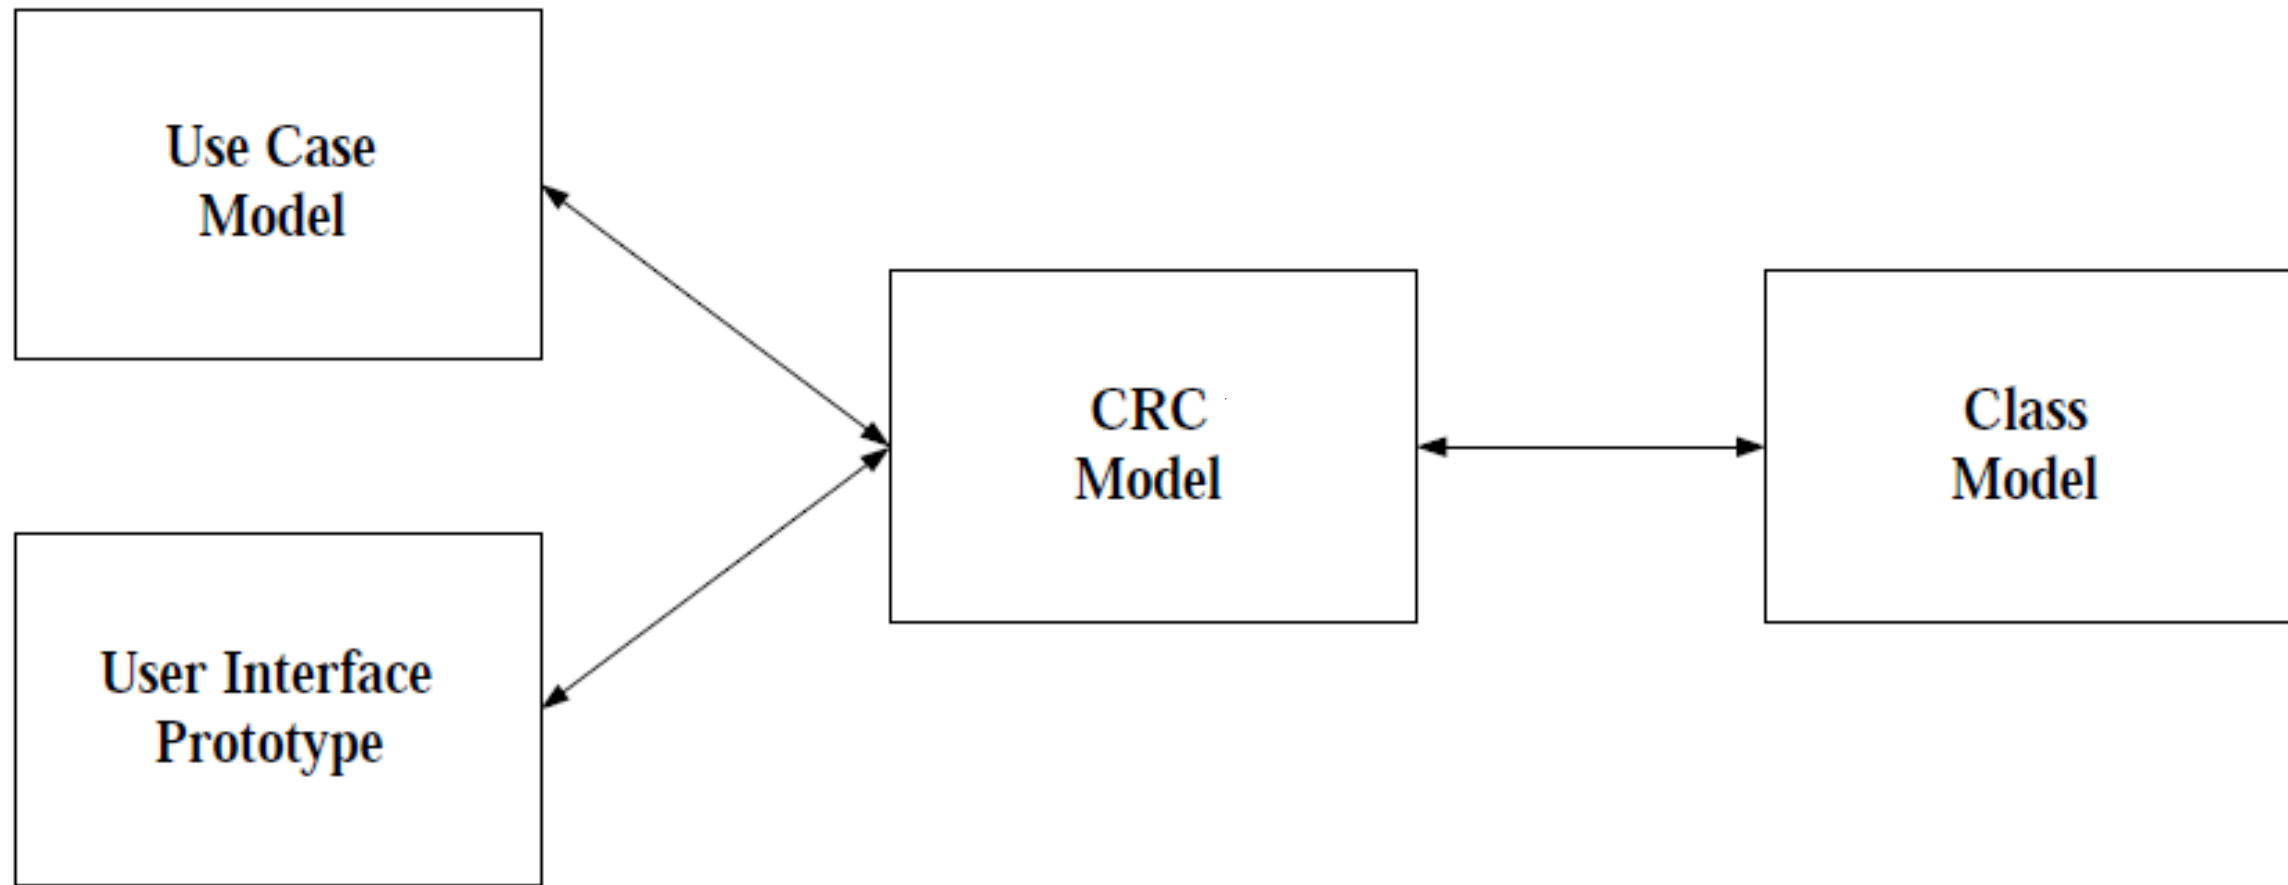 Use Case
Model
User Interface
Prototype
CRC
Model
Class
Model